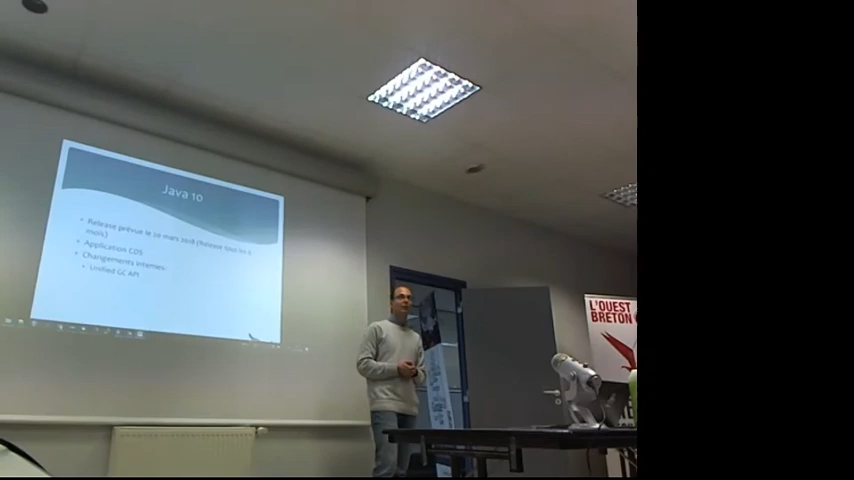 Java 10
Release prévue le 20 mars 2018 (Release tous les 6
mois)
Application CDS
Changements internes
Unified GC API
L'OUEST
BRETON